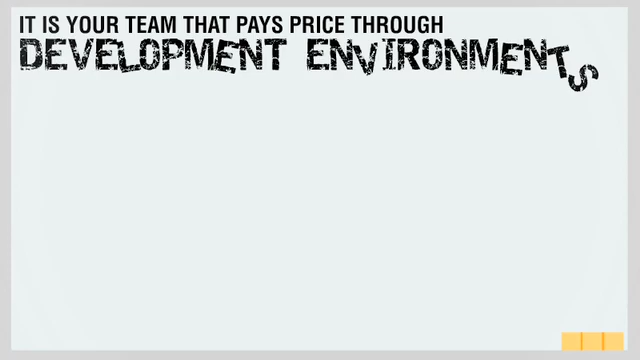 IT IS YOUR TEAM THAT PAYS PRICE THROUGH
DEVELOPMENT ENVIRONMENTS